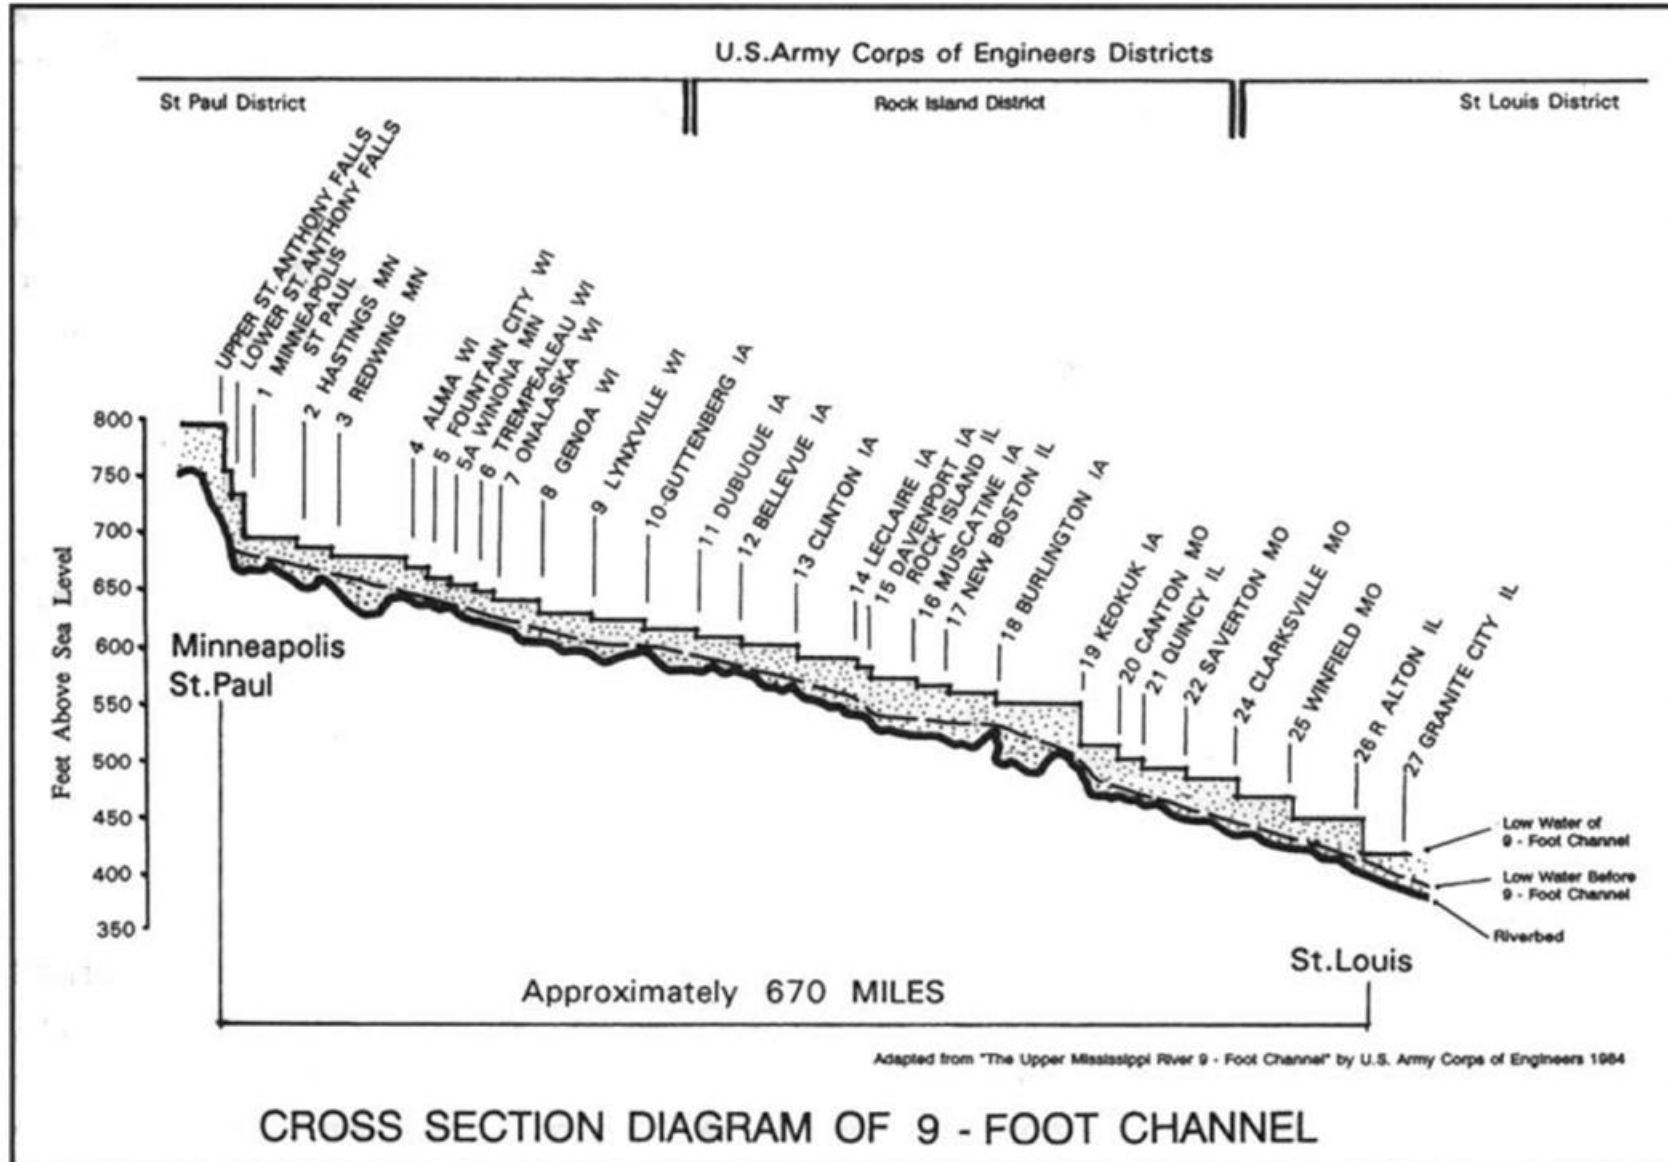 U.S.Army Corps of Engineers Districts
St Paul District
Rock Island District
St Louis District
UPPER ST. ANTHONY FALLS
LOWER ST. ANTHONY FALLS
1 MINNEAPOLIS
ST PAUL
2 HASTINGS MN
3 REDWING MN
4 ALMA WI
5 FOUNTAIN CITY WI
5A WINONA MN
6 TREMPEALEAU WI
7 ONALASKA WI
8 GENOA WI
9 LYNXVILLE WI
10-GUTTENBERG IA
11 DUBUQUE IA
12 BELLEVUE IA
13 CLINTON IA
14 LECLAIRE IA
15 DAVENPORT IA
ROCK ISLAND IL
16 MUSCATINE IA
17 NEW BOSTON IL
18 BURLINGTON IA
19 KEOKUK IA
20 CANTON MO
21 QUINCY IL
22 SAVERTON MO
24 CLARKSVILLE MO
25 WINFIELD MO
26 R ALTON IL
27 GRANITE CITY IL
Feet Above Sea Level
800
750
700
650
600
550
500
450
400
350
Minneapolis
St.Paul
Low Water of
9 - Foot Channel
Low Water Before
9 - Foot Channel
Riverbed
St.Louis
Approximately 670 MILES
Adapted from "The Upper Mississippi River 9 - Foot Channel" by U.S. Army Corps of Engineers 1984
CROSS SECTION DIAGRAM OF 9 - FOOT CHANNEL